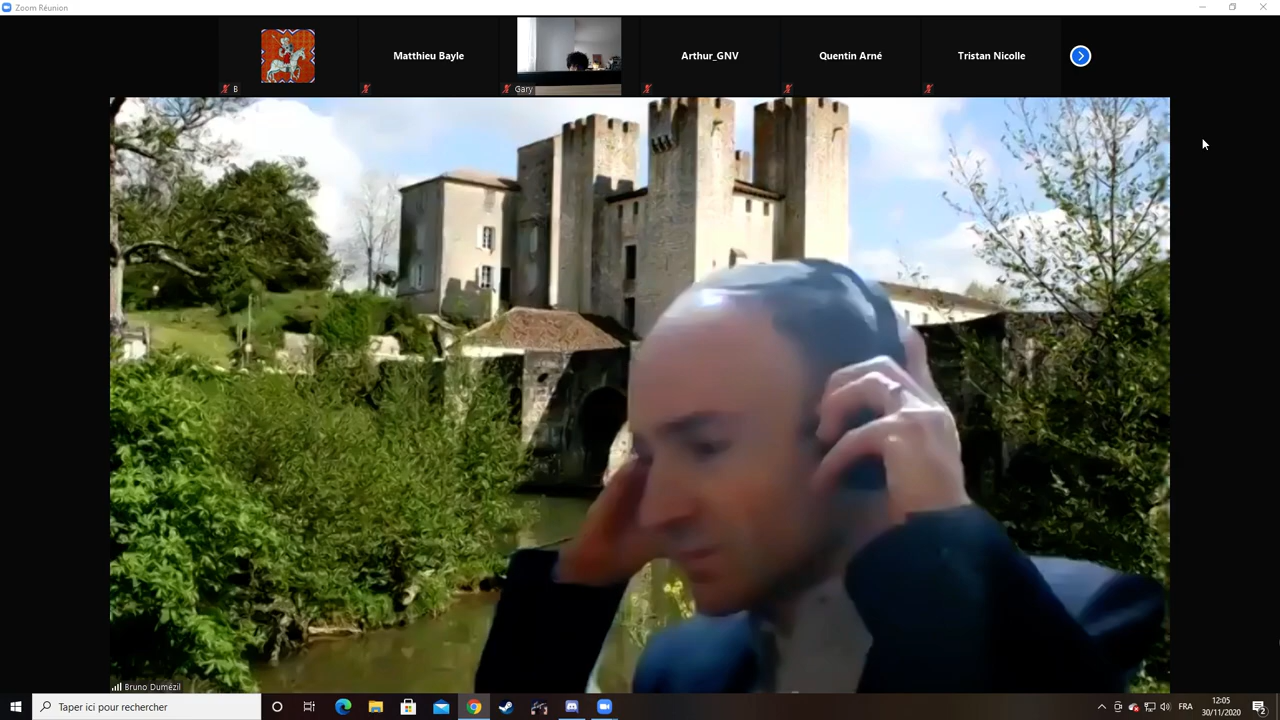 Zoom Réunion
B
Matthieu Bayle
Gary
Arthur_GNV
Quentin Arné
Tristan Nicolle
Bruno Dumézil
Taper ici pour rechercher
FRA
12:05
30/11/2020
2